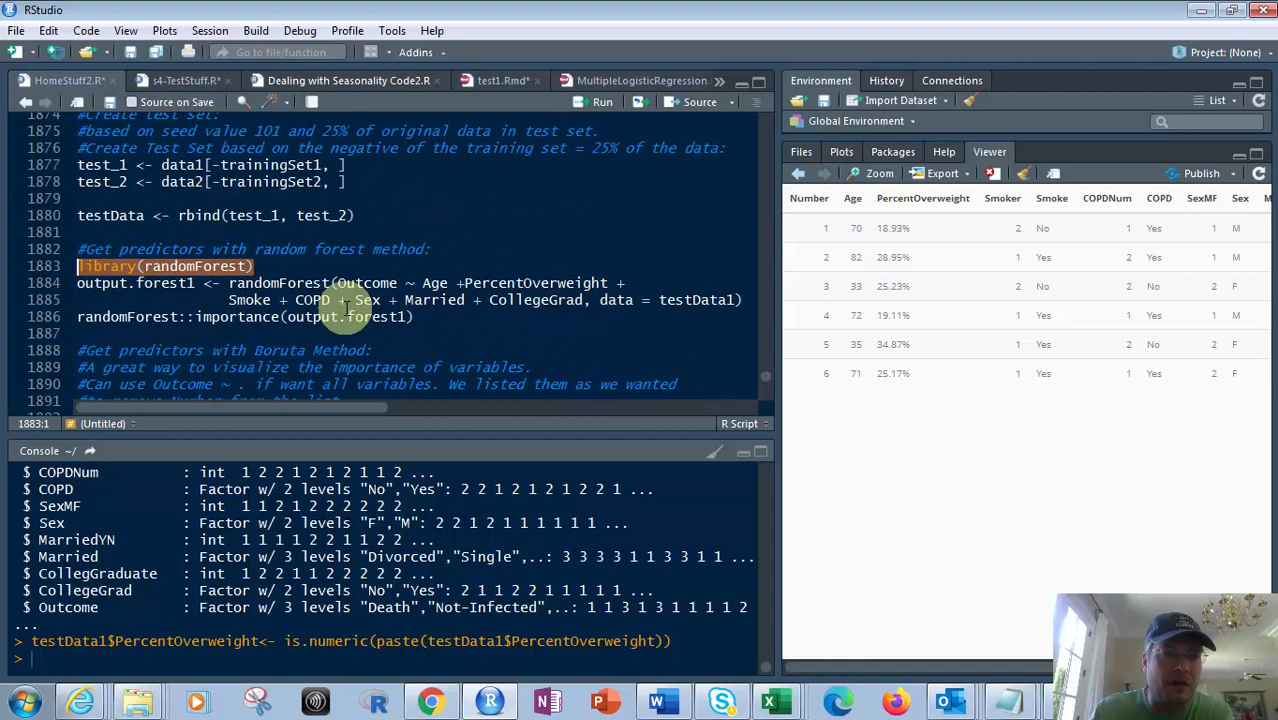 RStudio
File Edit Code View Plots Session Build Debug Profile Tools Help
Go to file/function Addins Project: (None)
HomeStuff2.R* s4-TestStuff.R* Dealing with Seasonality Code2.R test1.Rmd* MultipleLogisticRegression
Source on Save Run Source
1874 #Create test set:
1875 #based on seed value 101 and 25% of original data in test set.
1876 #Create Test Set based on the negative of the training set = 25% of the data:
1877 test_1 <- data1[-trainingSet1, ]
1878 test_2 <- data2[-trainingSet2, ]
1879
1880 testData <- rbind(test_1, test_2)
1881
1882 #Get predictors with random forest method:
1883 library(randomForest)
1884 output.forest1 <- randomForest(Outcome ~ Age +PercentOverweight +
1885 Smoke + COPD + Sex + Married + CollegeGrad, data = testData1)
1886 randomForest::importance(output.forest1)
1887
1888 #Get predictors with Boruta Method:
1889 #A great way to visualize the importance of variables.
1890 #Can use Outcome ~ . if want all variables. We listed them as we wanted
1891 #to remove Number from the list
1883:1 (Untitled) R Script
Console ~/
$ COPDNum : int 1 2 2 1 2 1 2 1 1 2 ...
$ COPD : Factor w/ 2 levels "No","Yes": 2 2 1 2 1 2 1 2 2 1 ...
$ SexMF : int 1 1 2 1 2 2 2 2 2 2 ...
$ Sex : Factor w/ 2 levels "F","M": 2 2 1 2 1 1 1 1 1 1 ...
$ MarriedYN : int 1 1 1 1 2 2 1 1 2 2 ...
$ Married : Factor w/ 3 levels "Divorced","Single",..: 3 3 3 3 1 1 3 3 1 1 ...
$ CollegGraduate : int 1 2 2 1 1 2 2 2 2 2 ...
$ CollegeGrad : Factor w/ 2 levels "No","Yes": 2 1 1 2 2 1 1 1 1 1 ...
$ Outcome : Factor w/ 3 levels "Death","Not-Infected",..: 1 1 3 1 3 1 1 1 1 2
...
> testData1$PercentOverweight<- is.numeric(paste(testData1$PercentOverweight))
>
Environment History Connections
Import Dataset List
Global Environment
Files Plots Packages Help Viewer
Zoom Export Publish
Number Age PercentOverweight Smoker Smoke COPDNum COPD SexMF Sex M
1 70 18.93% 2 No 1 Yes 1 M
2 82 28.95% 1 Yes 2 Yes 1 M
3 33 25.23% 2 No 2 No 2 F
4 72 19.11% 1 Yes 1 Yes 1 M
5 35 34.87% 1 Yes 2 No 2 F
6 71 25.17% 1 Yes 1 Yes 2 F